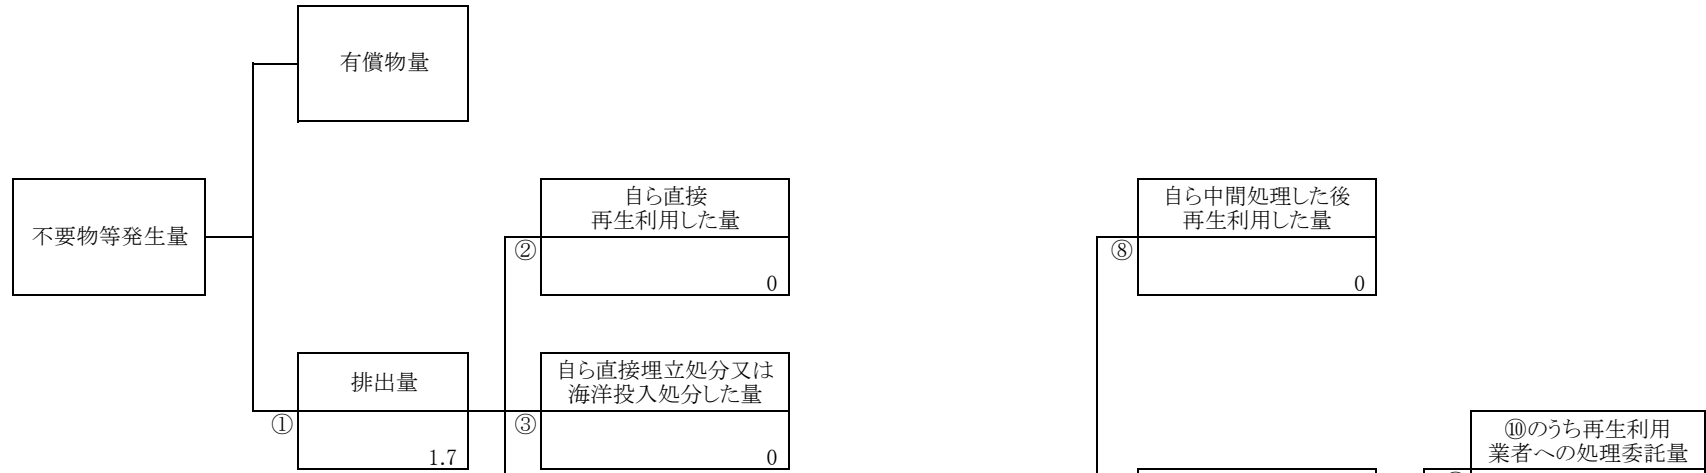 有償物量
不要物等発生量
自ら直接
再生利用した量
②
0
自ら中間処理した後
再生利用した量
⑧
0
排出量
①
1.7
自ら直接埋立処分又は
海洋投入処分した量
③
0
⑩のうち再生利用
業者への処理委託量